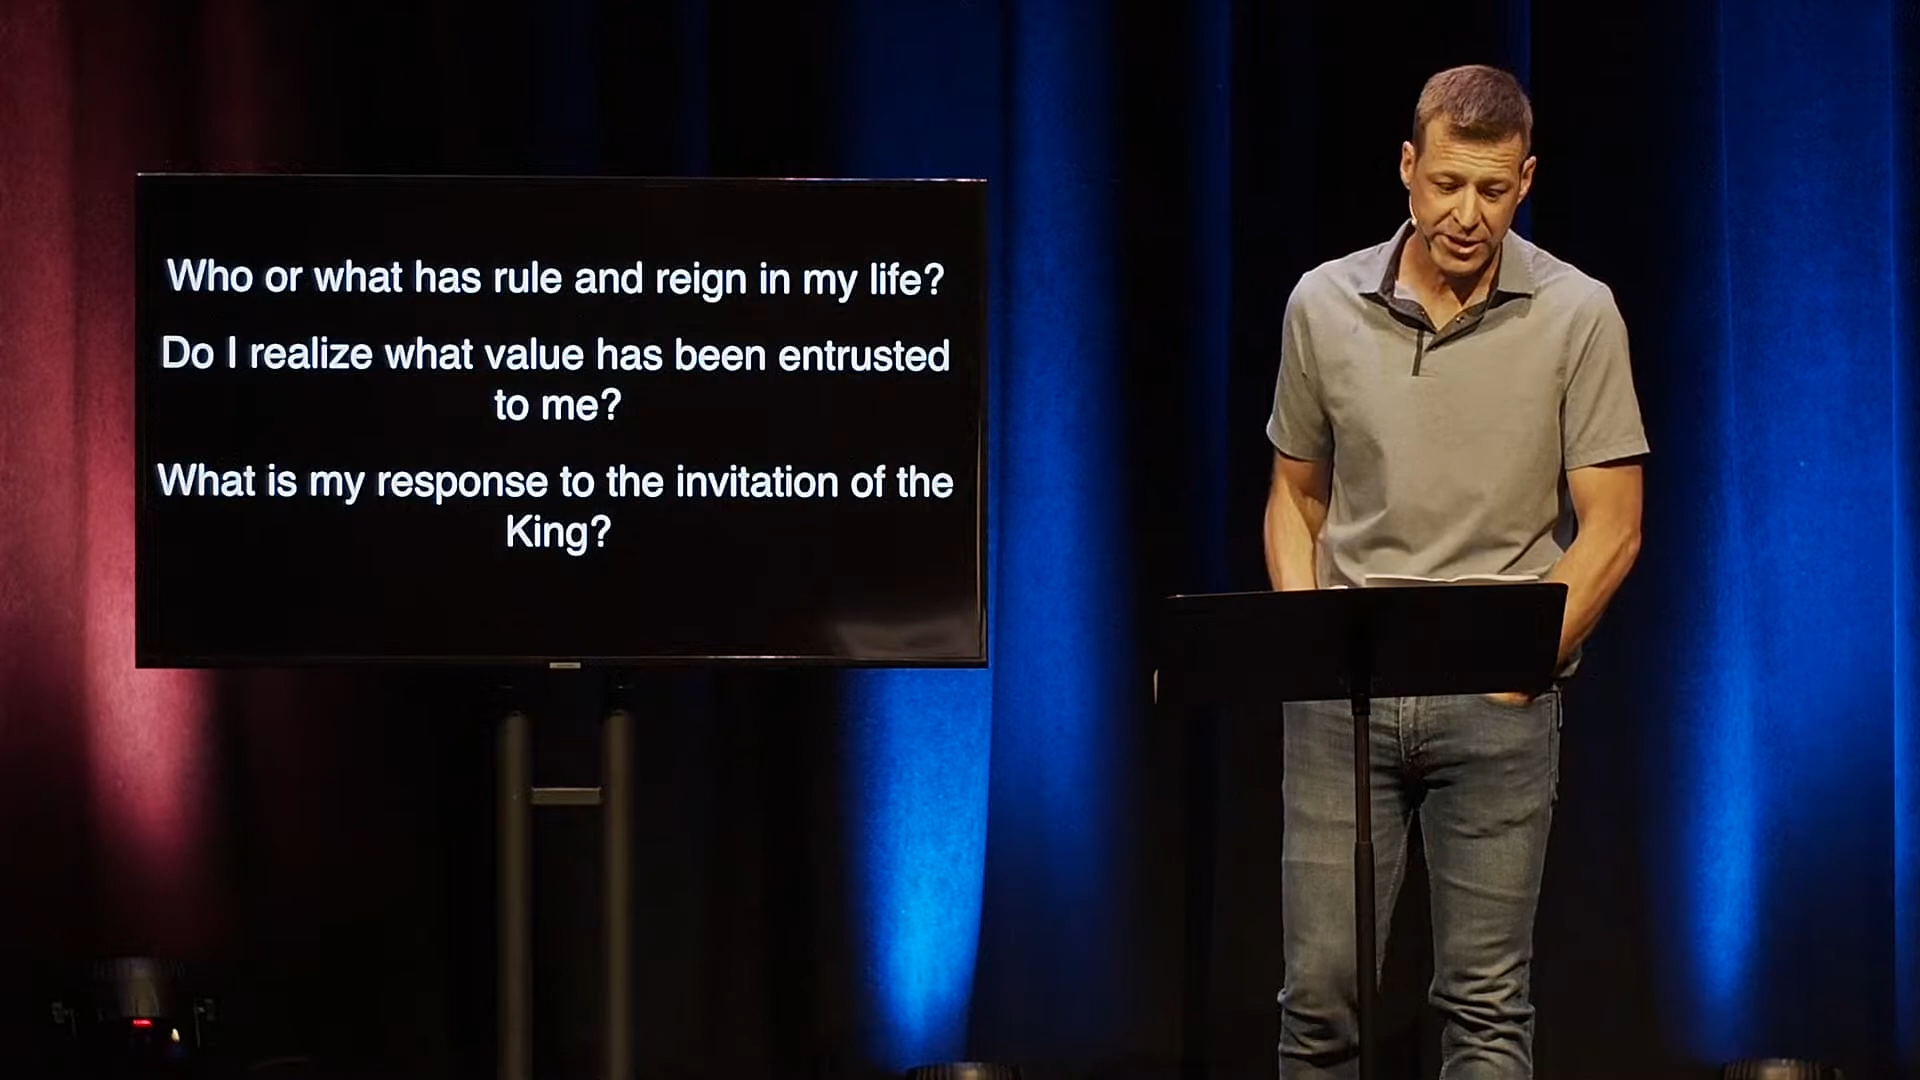 Who or what has rule and reign in my life?
Do I realize what value has been entrusted
to me?
What is my response to the invitation of the
King?